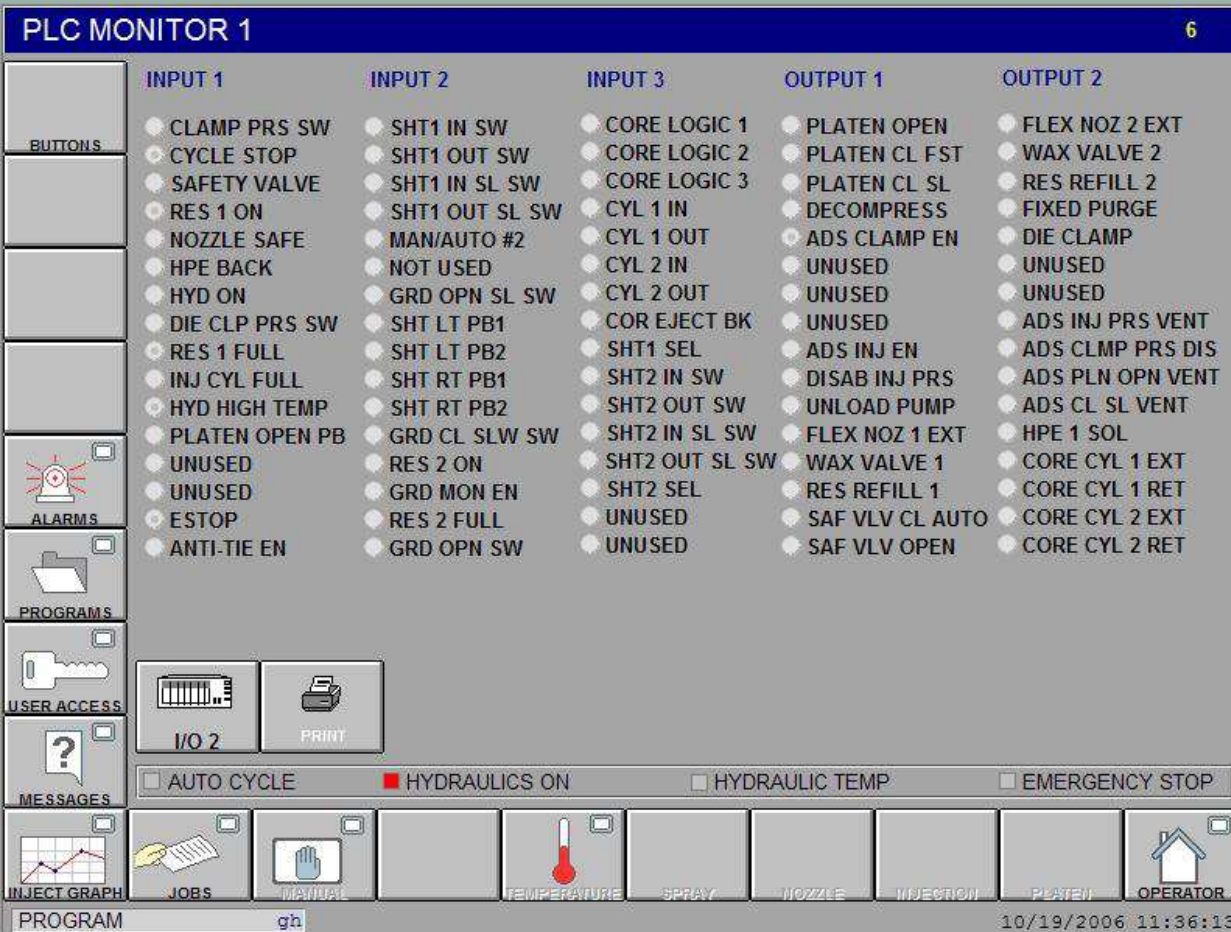 PLC MONITOR 1 6
INPUT 1 INPUT 2 INPUT 3 OUTPUT 1 OUTPUT 2
CLAMP PRS SW SHT1 IN SW CORE LOGIC 1 PLATEN OPEN FLEX NOZ 2 EXT
BUTTONS
CYCLE STOP SHT1 OUT SW CORE LOGIC 2 PLATEN CL FST WAX VALVE 2
SAFETY VALVE SHT1 IN SL SW CORE LOGIC 3 PLATEN CL SL RES REFILL 2
RES 1 ON SHT1 OUT SL SW CYL 1 IN DECOMPRESS FIXED PURGE
NOZZLE SAFE MAN/AUTO #2 CYL 1 OUT ADS CLAMP EN DIE CLAMP
HPE BACK NOT USED CYL 2 IN UNUSED UNUSED
HYD ON GRD OPN SL SW CYL 2 OUT UNUSED UNUSED
DIE CLP PRS SW SHT LT PB1 COR EJECT BK UNUSED ADS INJ PRS VENT
RES 1 FULL SHT LT PB2 SHT1 SEL ADS INJ EN ADS CLMP PRS DIS
INJ CYL FULL SHT RT PB1 SHT2 IN SW DISAB INJ PRS ADS PLN OPN VENT
HYD HIGH TEMP SHT RT PB2 SHT2 OUT SW UNLOAD PUMP ADS CL SL VENT
PLATEN OPEN PB GRD CL SLW SW SHT2 IN SL SW FLEX NOZ 1 EXT HPE 1 SOL
UNUSED RES 2 ON SHT2 OUT SL SW WAX VALVE 1 CORE CYL 1 EXT
UNUSED GRD MON EN SHT2 SEL RES REFILL 1 CORE CYL 1 RET
ALARMS
ESTOP RES 2 FULL UNUSED SAF VLV CL AUTO CORE CYL 2 EXT
ANTI-TIE EN GRD OPN SW UNUSED SAF VLV OPEN CORE CYL 2 RET
PROGRAMS
USER ACCESS
I/O 2 PRINT
?
MESSAGES
AUTO CYCLE HYDRAULICS ON HYDRAULIC TEMP EMERGENCY STOP
INJECT GRAPH JOBS MANUAL TEMPERATURE SPRAY NOZZLE INJECTION PLATEN OPERATOR
PROGRAM gh 10/19/2006 11:36:13